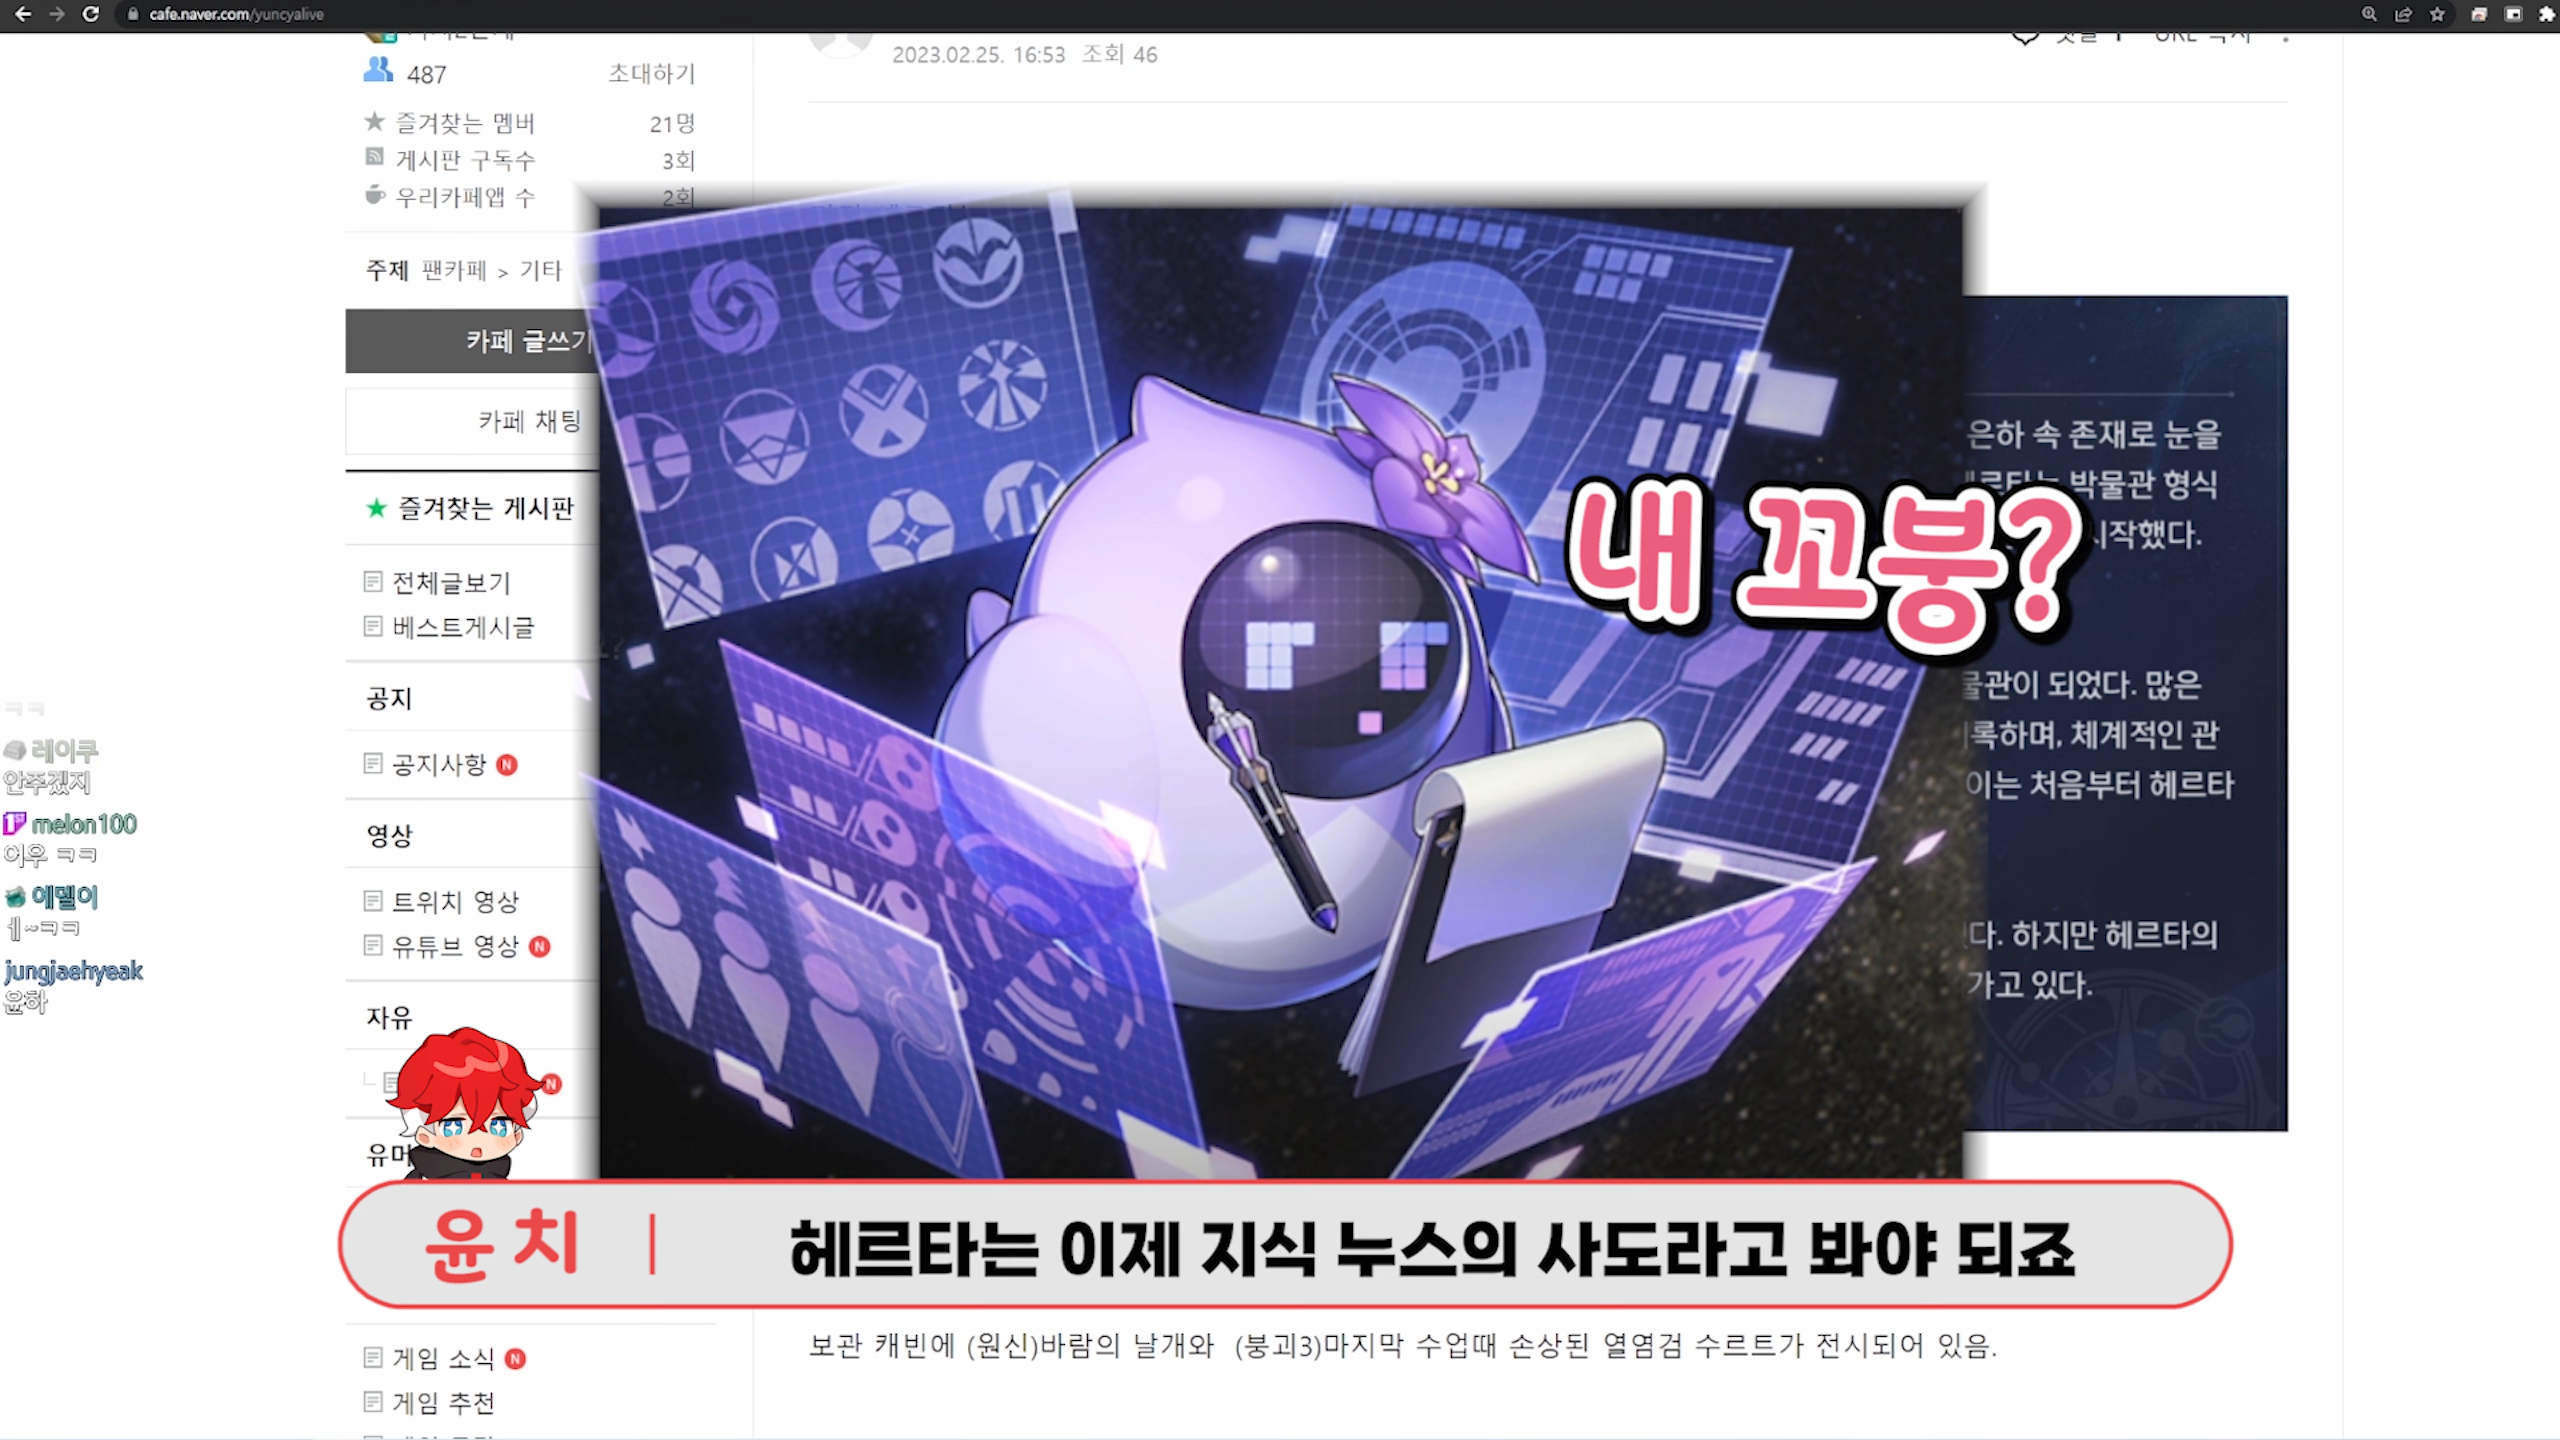 cafe.naver.com/yuncyalive
487 초대하기
즐겨찾는 멤버 21명
게시판 구독수 3회
우리카페앱 수 2회
주제 팬카페 > 기타
카페 글쓰기
카페 채팅
즐겨찾는 게시판
전체글보기
베스트게시글
공지
공지사항 N
영상
트위치 영상
유튜브 영상 N
자유
N
유머
게임 소식 N
게임 추천
2023.02.25. 16:53 조회 46
은하 속 존재로 눈을
박물관 형식
시작했다.
내 꼬붕?
물관이 되었다. 많은
록하며, 체계적인 관
이는 처음부터 헤르타
다. 하지만 헤르타의
가고 있다.
ㅋㅋ
레이쿠
안주겠지
melon100
어우 ㅋㅋ
에델이
ㅔ~ㅋㅋ
jungjaehyeak
윤하
윤치 | 헤르타는 이제 지식 누스의 사도라고 봐야 되죠
보관 캐빈에 (원신)바람의 날개와 (붕괴3)마지막 수업때 손상된 열염검 수르트가 전시되어 있음.